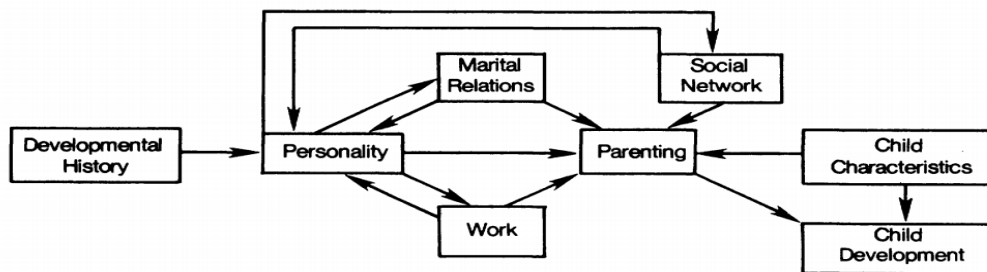 Marital
Relations
Social
Network
Developmental
History
Personality
Parenting
Child
Characteristics
Work
Child
Development